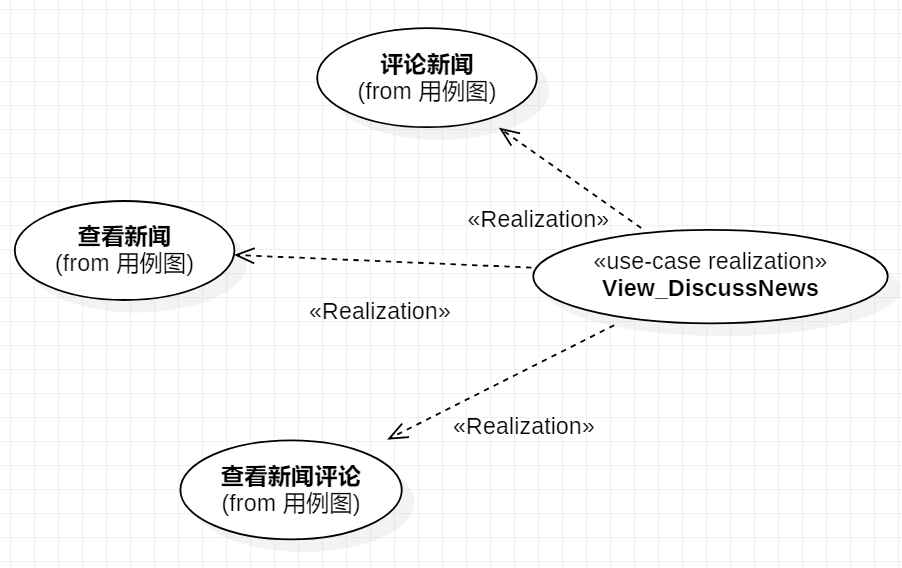 评论新闻
(from 用例图)
«Realization»
查看新闻
(from 用例图)
«use-case realization»
View_DiscussNews
«Realization»
«Realization»
查看新闻评论
(from 用例图)